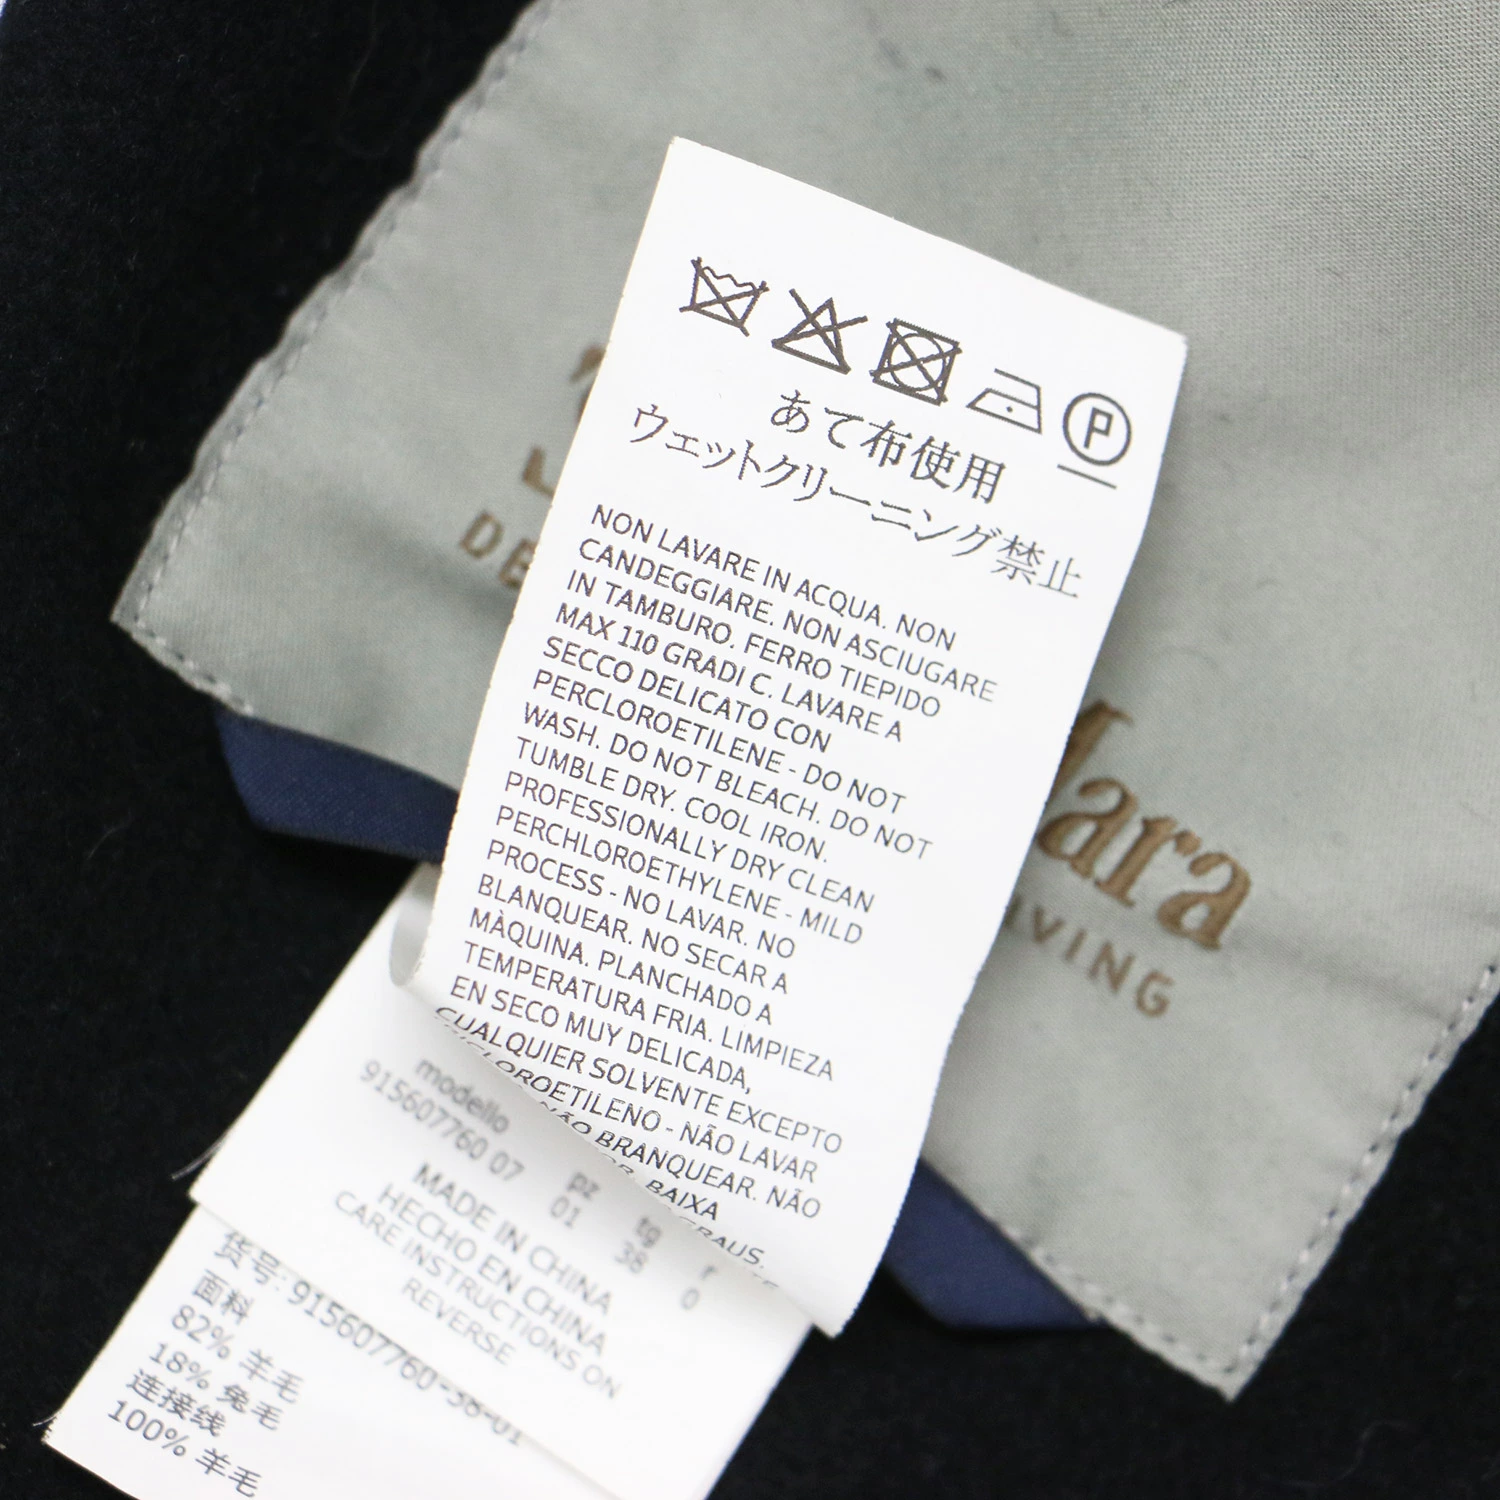 P
あて布使用
ウエットクリーニング禁止
NON LAVARE IN ACQUA. NON
CANDEGGIARE. NON ASCIUGARE
IN TAMBURO. FERRO TIEPIDO
MAX 110 GRADI C. LAVARE A
SECCO DELICATO CON
PERCLOROETILENE - DO NOT
WASH. DO NOT BLEACH. DO NOT
TUMBLE DRY. COOL IRON.
PROFESSIONALLY DRY CLEAN
PERCHLOROETHYLENE - MILD
PROCESS - NO LAVAR. NO
BLANQUEAR. NO SECAR A
MÀQUINA. PLANCHADO A
TEMPERATURA FRIA. LIMPIEZA
EN SECO MUY DELICADA,
CUALQUIER SOLVENTE EXCEPTO
- NÃO LAVAR
NÃO BRANQUEAR. NÃO
BAIXA
modello
915607760 07
pz
01
tg
38
r
0
MADE IN CHINA
HECHO EN CHINA
CARE INSTRUCTIONS ON
REVERSE
货号: 915607760-38-01
面料
82% 羊毛
18% 兔毛
连接线
100% 羊毛